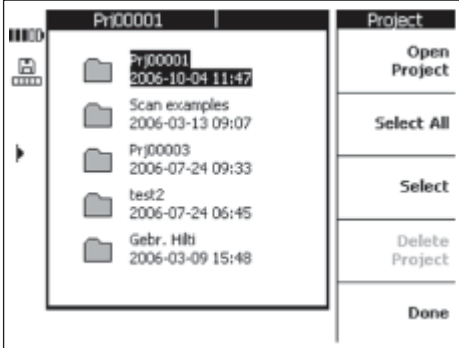 Prj00001
Project
Prj00001
2006-10-04 11:47
Scan examples
2006-03-13 09:07
Prj00003
2006-07-24 09:33
test2
2006-07-24 06:45
Gebr. Hilti
2006-03-09 15:48
Open
Project
Select All
Select
Delete
Project
Done